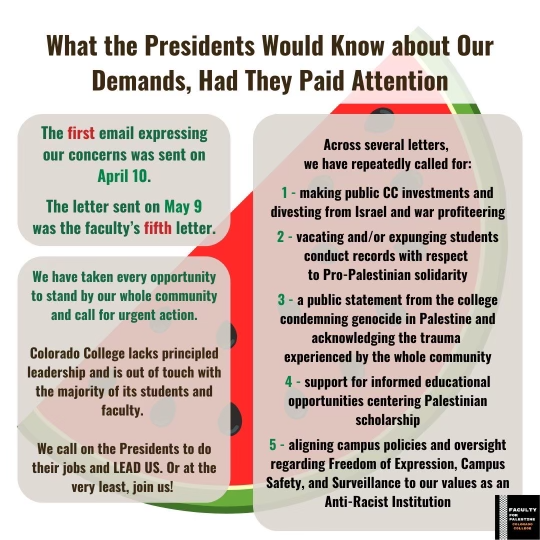 What the Presidents Would Know about Our
Demands, Had They Paid Attention
The first email expressing
our concerns was sent on
April 10.
The letter sent on May 9
was the faculty's fifth letter.
We have taken every opportunity
to stand by our whole community
and call for urgent action.
Colorado College lacks principled
leadership and is out of touch with
the majority of its students and
faculty.
We call on the Presidents to do
their jobs and LEAD US. Or at the
very least, join us!
Across several letters,
we have repeatedly called for:
1 - making public CC investments and
divesting from Israel and war profiteering
2 - vacating and/or expunging students
conduct records with respect
to Pro-Palestinian solidarity
3 - a public statement from the college
condemning genocide in Palestine and
acknowledging the trauma
experienced by the whole community
4 - support for informed educational
opportunities centering Palestinian
scholarship
5 - aligning campus policies and oversight
regarding Freedom of Expression, Campus
Safety, and Surveillance to our values as an
Anti-Racist Institution
FACULTY
FOR
PALESTINE
COLORADO
COLLEGE